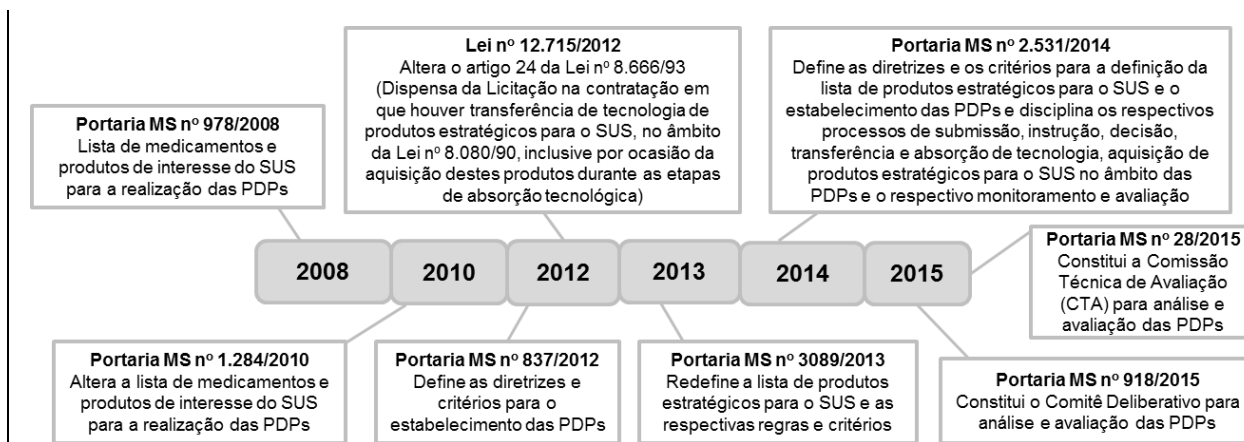 Portaria MS nº 978/2008
Lista de medicamentos e
produtos de interesse do SUS
para a realização das PDPs
Lei nº 12.715/2012
Altera o artigo 24 da Lei nº 8.666/93
(Dispensa da Licitação na contratação em
que houver transferência de tecnologia de
produtos estratégicos para o SUS, no âmbito
da Lei nº 8.080/90, inclusive por ocasião da
aquisição destes produtos durante as etapas
de absorção tecnológica)
Portaria MS nº 2.531/2014
Define as diretrizes e os critérios para a definição da
lista de produtos estratégicos para o SUS e o
estabelecimento das PDPs e disciplina os respectivos
processos de submissão, instrução, decisão,
transferência e absorção de tecnologia, aquisição de
produtos estratégicos para o SUS no âmbito das
PDPs e o respectivo monitoramento e avaliação
2008
2010
2012
2013
2014
2015
Portaria MS nº 28/2015
Constitui a Comissão
Técnica de Avaliação
(CTA) para análise e
avaliação das PDPs
Portaria MS nº 1.284/2010
Altera a lista de medicamentos e
produtos de interesse do SUS
para a realização das PDPs
Portaria MS nº 837/2012
Define as diretrizes e
critérios para o
estabelecimento das PDPs
Portaria MS nº 3089/2013
Redefine a lista de produtos
estratégicos para o SUS e as
respectivas regras e critérios
Portaria MS nº 918/2015
Constitui o Comitê Deliberativo para
análise e avaliação das PDPs